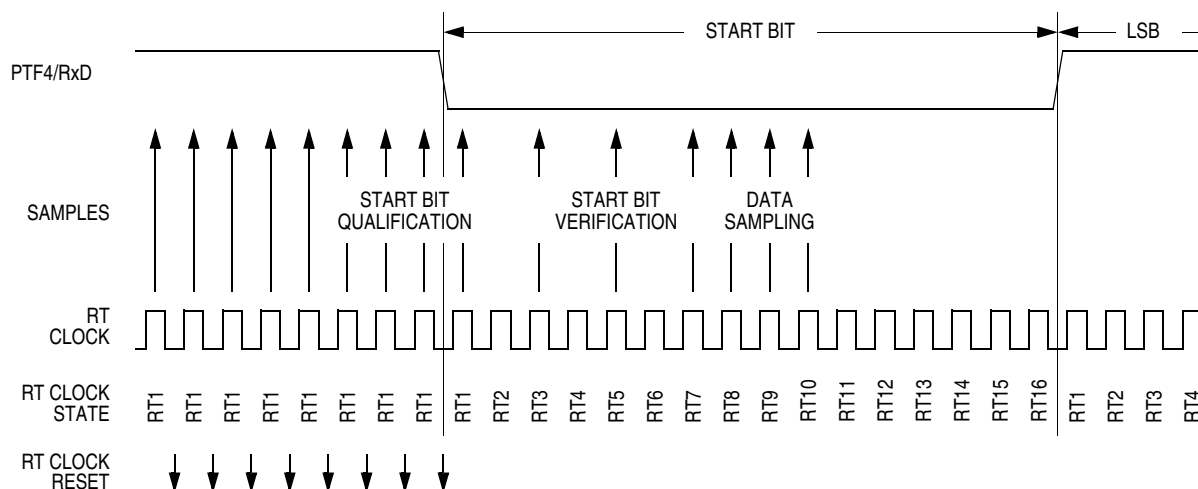 START BIT
LSB
PTF4/RxD
SAMPLES
START BIT
QUALIFICATION
START BIT
VERIFICATION
DATA
SAMPLING
RT
CLOCK
RT CLOCK
STATE
RT1 RT1 RT1 RT1 RT1 RT1 RT1 RT1 RT1 RT2 RT3 RT4 RT5 RT6 RT7 RT8 RT9 RT10 RT11 RT12 RT13 RT14 RT15 RT16 RT1 RT2 RT3 RT4
RT CLOCK
RESET